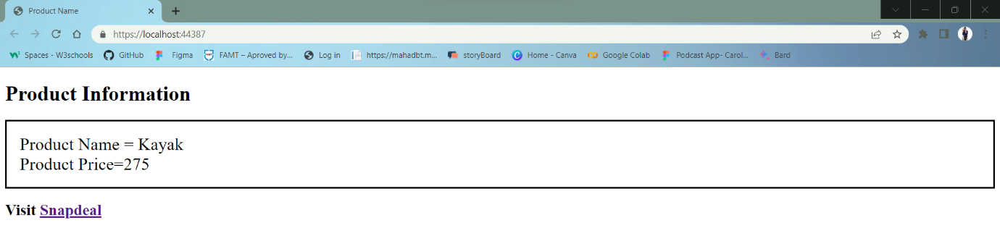 Product Name
https://localhost:44387
Spaces - W3schools GitHub Figma FAMT – Aproved by... Log in https://mahadbt.m... storyBoard Home - Canva Google Colab Podcast App- Carol... Bard
Product Information
Product Name = Kayak
Product Price=275
Visit Snapdeal